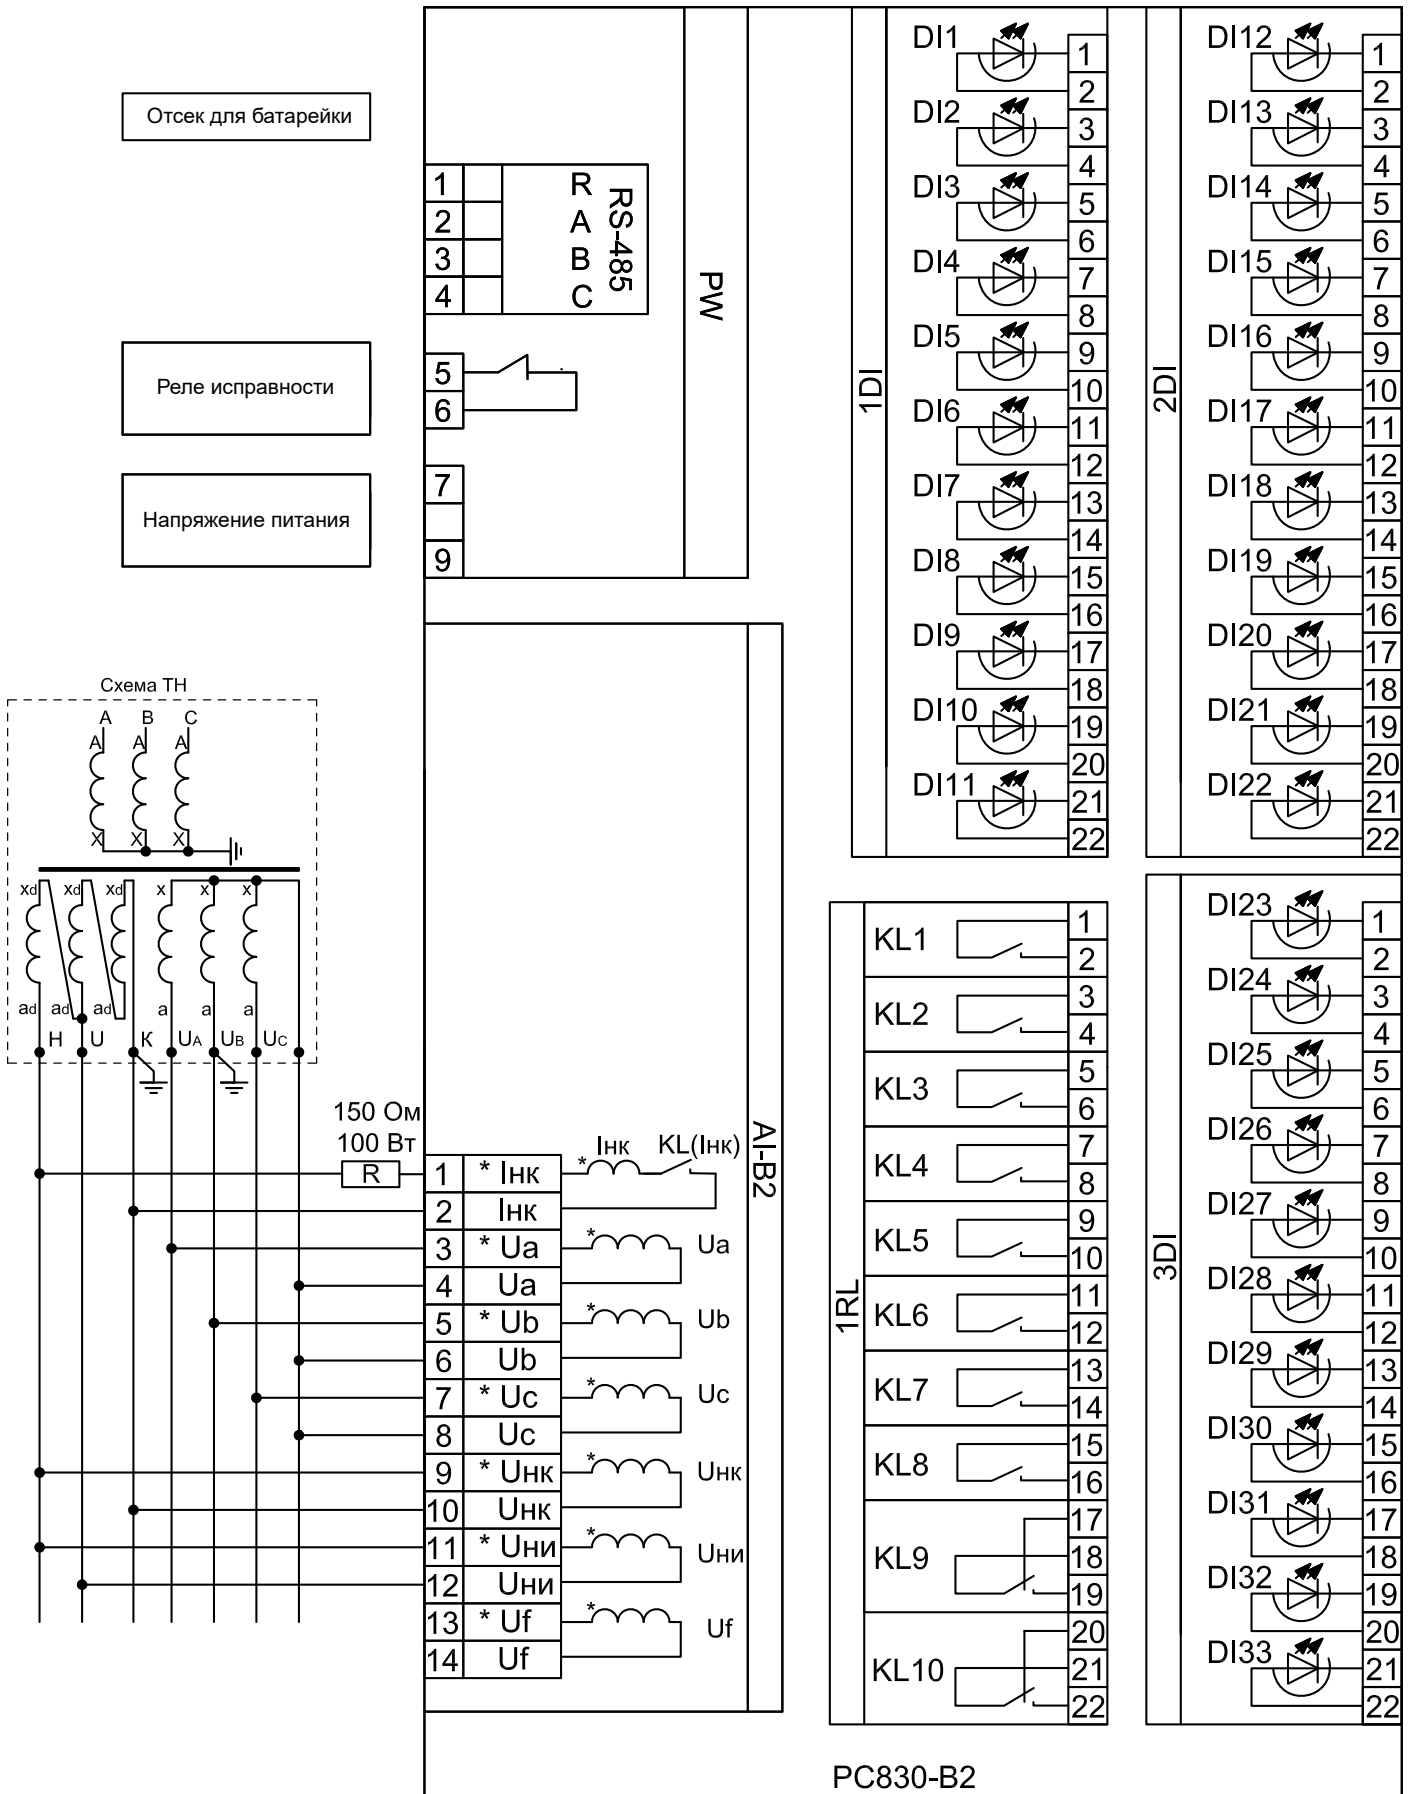 Отсек для батарейки
1 R
2 A
3 B
4 C
RS-485
Реле исправности
5
6
Напряжение питания
7
9
PW
Схема ТН
A B C
A A A
X X X
xd xd xd x x x
ad ad ad a a a
Н U К UA UB UC
150 Ом
100 Вт
R
1 * Iнк
2 Iнк
3 * Ua
4 Ua
5 * Ub
6 Ub
7 * Uc
8 Uc
9 * Uнк
10 Uнк
11 * Uни
12 Uни
13 * Uf
14 Uf
* Iнк KL(Iнк)
* Ua
* Ub
* Uc
* Uнк
* Uни
* Uf
AI-B2
1DI
DI1 1
2
DI2 3
4
DI3 5
6
DI4 7
8
DI5 9
10
DI6 11
12
DI7 13
14
DI8 15
16
DI9 17
18
DI10 19
20
DI11 21
22
2DI
DI12 1
2
DI13 3
4
DI14 5
6
DI15 7
8
DI16 9
10
DI17 11
12
DI18 13
14
DI19 15
16
DI20 17
18
DI21 19
20
DI22 21
22
1RL
KL1 1
2
KL2 3
4
KL3 5
6
KL4 7
8
KL5 9
10
KL6 11
12
KL7 13
14
KL8 15
16
KL9 17
18
19
KL10 20
21
22
3DI
DI23 1
2
DI24 3
4
DI25 5
6
DI26 7
8
DI27 9
10
DI28 11
12
DI29 13
14
DI30 15
16
DI31 17
18
DI32 19
20
DI33 21
22
РС830-В2